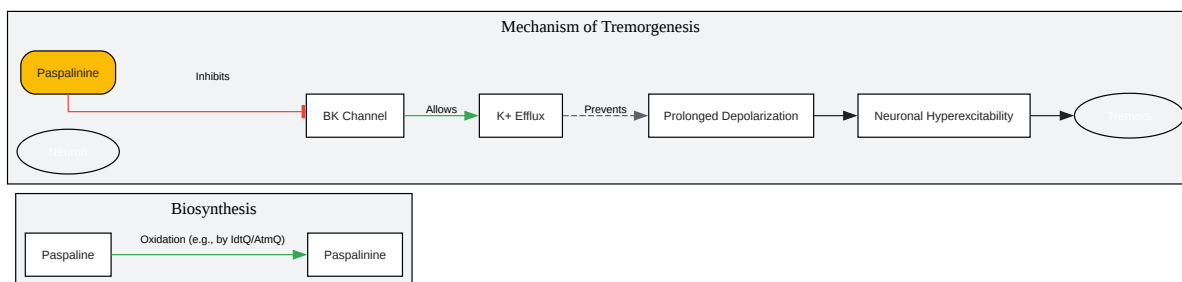 Mechanism of Tremorgenesis
Paspalinine
Inhibits
BK Channel
Allows
K+ Efflux
Prevents
Prolonged Depolarization
Neuronal Hyperexcitability
Tremors
Neuron
Biosynthesis
Paspaline
Oxidation (e.g., by IdtQ/AtmQ)
Paspalinine